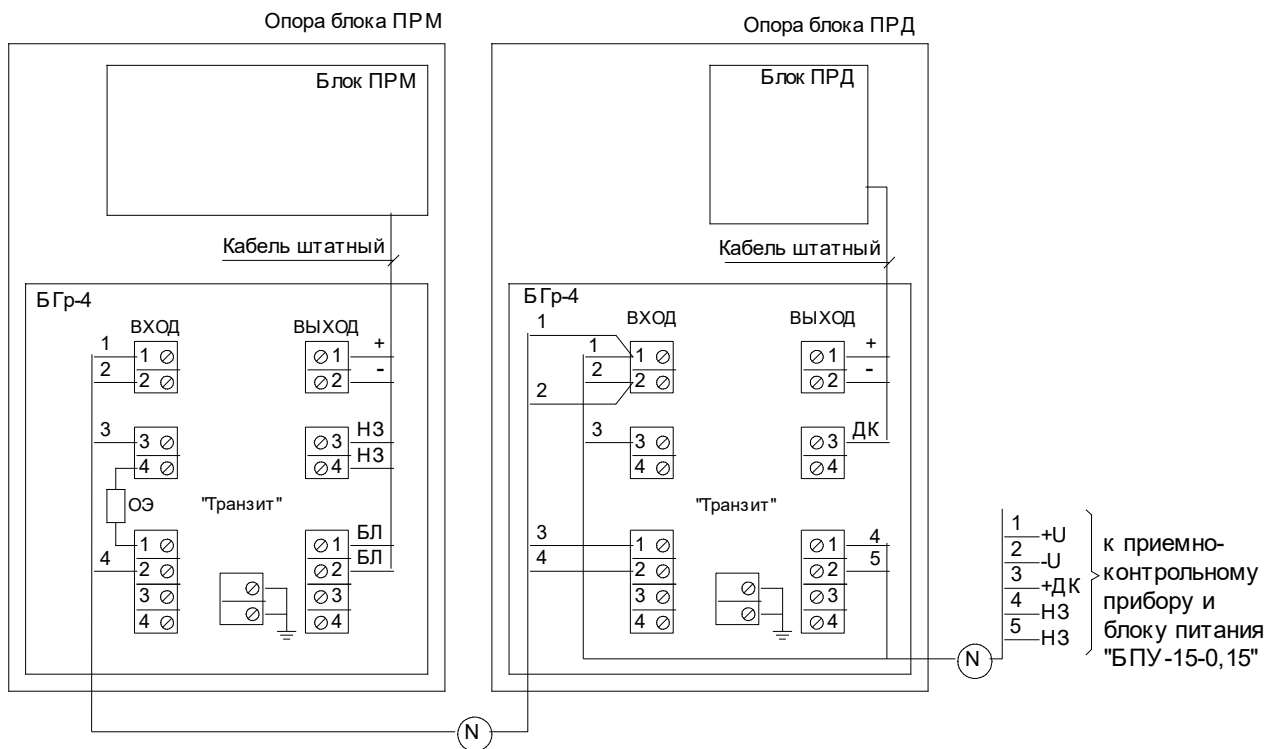 Опора блока ПРМ
Блок ПРМ
Кабель штатный
БГр-4
ВХОД
ВЫХОД
1
2
1
2
1
2
+
-
3
3
4
3
4
НЗ
НЗ
ОЭ
"Транзит"
4
1
2
3
4
1
2
3
4
БЛ
БЛ
Опора блока ПРД
Блок ПРД
Кабель штатный
БГр-4
ВХОД
ВЫХОД
1
2
1
2
1
2
1
2
+
-
3
3
4
3
4
ДК
"Транзит"
3
4
1
2
3
4
1
2
3
4
4
5
N
N
1 +U
2 -U
3 +ДК
4 НЗ
5 НЗ
к приемно-
контрольному
прибору и
блоку питания
"БПУ-15-0,15"